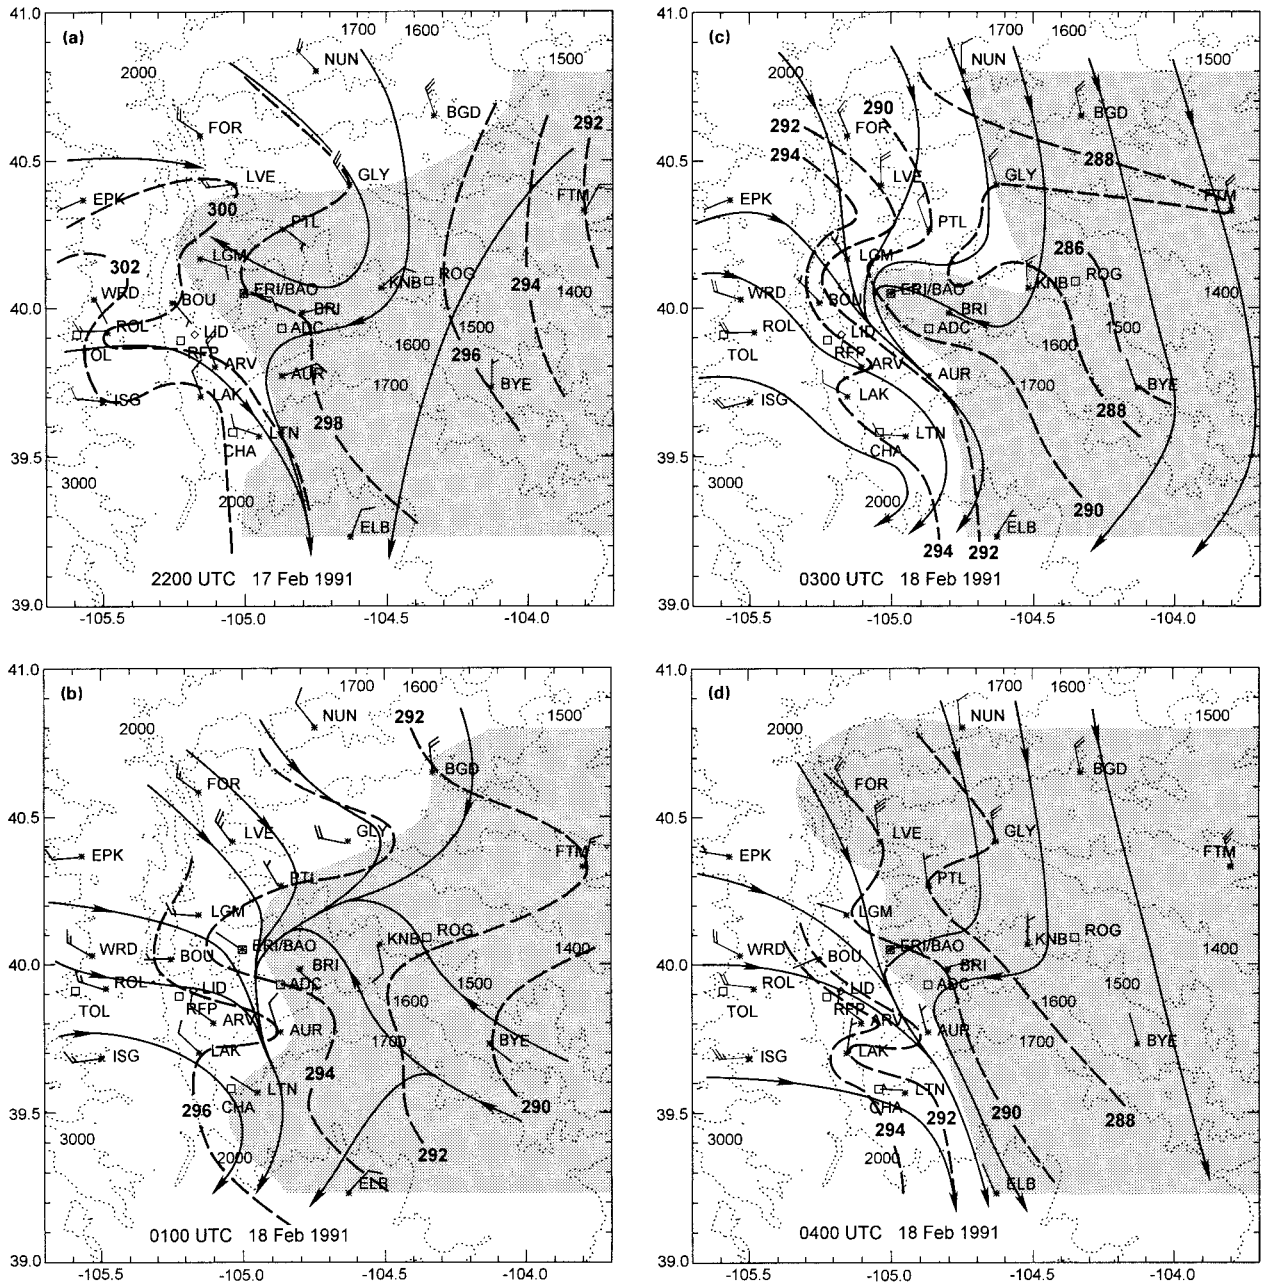 (a)
41.0
1700
1600
NUN
2000
1500
BGD
292
FOR
40.5
GLY
LVE
EPK
FTM
300
PTL
LGM
302
KNB
ROG
WRD
ERI/BAO
294
1400
BOU
40.0
BRI
ROL
LID
ADC
1500
TOL
RFP
1600
296
ARV
AUR
1700
BYE
ISG
LAK
298
LTN
39.5
CHA
3000
2000
ELB
2200 UTC 17 Feb 1991
39.0
-105.5
-105.0
-104.5
-104.0
(c)
41.0
1700
1600
NUN
1500
2000
290
BGD
292
FOR
40.5
294
288
LVE
GLY
FTM
EPK
PTL
286
LGM
ROG
KNB
WRD
BOU
ERI/BAO
1400
40.0
BRI
ROL
LID
ADC
1500
TOL
RFP
1600
ARV
AUR
1700
BYE
ISG
LAK
288
LTN
39.5
CHA
3000
2000
290
ELB
294
292
0300 UTC 18 Feb 1991
39.0
-105.5
-105.0
-104.5
-104.0
(b)
41.0
1700
1600
292
NUN
1500
2000
BGD
FOR
40.5
LVE
GLY
EPK
FTM
PTL
LGM
ROG
KNB
WRD
BOU
ERI/BAO
1400
40.0
BRI
ROL
LID
ADC
1500
TOL
RFP
1600
ARV
AUR
1700
BYE
ISG
LAK
294
LTN
296
CHA
290
39.5
3000
2000
292
ELB
0100 UTC 18 Feb 1991
39.0
-105.5
-105.0
-104.5
-104.0
(d)
41.0
1700
1600
NUN
1500
2000
BGD
FOR
40.5
LVE
GLY
EPK
FTM
PTL
LGM
KNB
ROG
WRD
BOU
ERI/BAO
1400
40.0
BRI
ROL
LID
ADC
1500
TOL
RFP
1600
ARV
AUR
1700
BYE
ISG
LAK
LTN
CHA
292
290
288
39.5
294
3000
2000
ELB
0400 UTC 18 Feb 1991
39.0
-105.5
-105.0
-104.5
-104.0